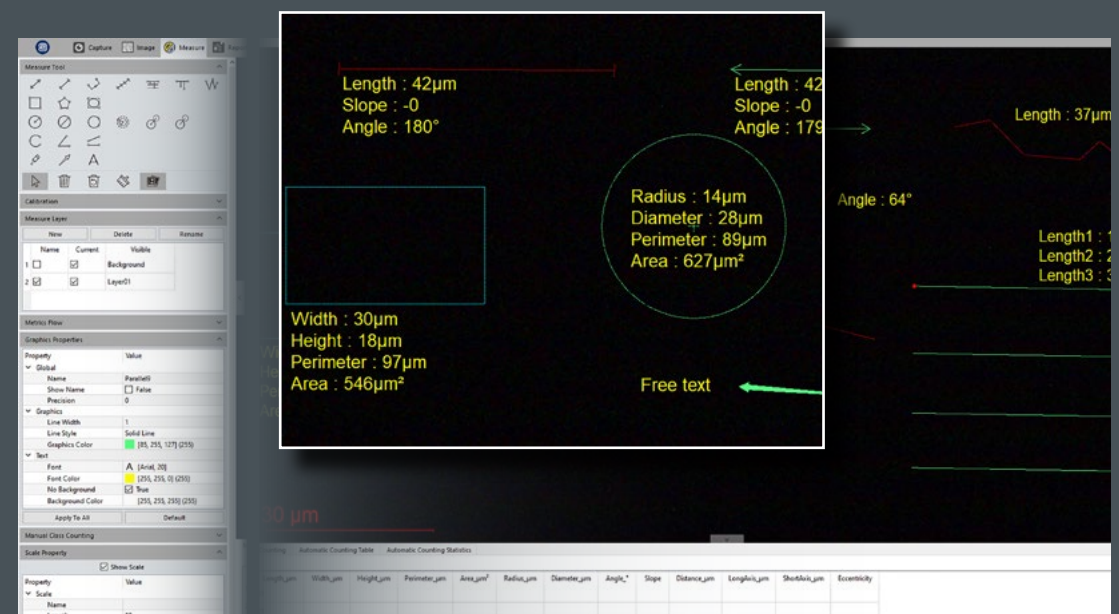 Capture Image Measure
Measure Tool
A
Calibration
Measure Layer
New Delete Rename
Name Current Visible
1 Background
2 Layer01
Metrics Flow
Graphics Properties
Property Value
Global
Name Parallel9
Show Name False
Precision 0
Graphics
Line Width 1
Line Style Solid Line
Graphics Color [85, 255, 127] (255)
Text
Font A [Arial, 20]
Font Color [255, 255, 0] (255)
No Background True
Background Color [255, 255, 255] (255)
Apply To All Default
Manual Class Counting
Scale Property
Show Scale
Property Value
Scale
Name
Length : 42µm
Slope : -0
Angle : 180°
Length : 42
Slope : -0
Angle : 179
Radius : 14µm
Diameter : 28µm
Perimeter : 89µm
Area : 627µm²
Width : 30µm
Height : 18µm
Perimeter : 97µm
Area : 546µm²
Free text
Length : 37µm
Angle : 64°
Length1 : 1
Length2 : 2
Length3 : 3
Automatic Counting Table Automatic Counting Statistics
Width_µm Height_µm Perimeter_µm Area_µm² Radius_µm Diameter_µm Angle_° Slope Distance_µm LongAxis_µm ShortAxis_µm Eccentricity